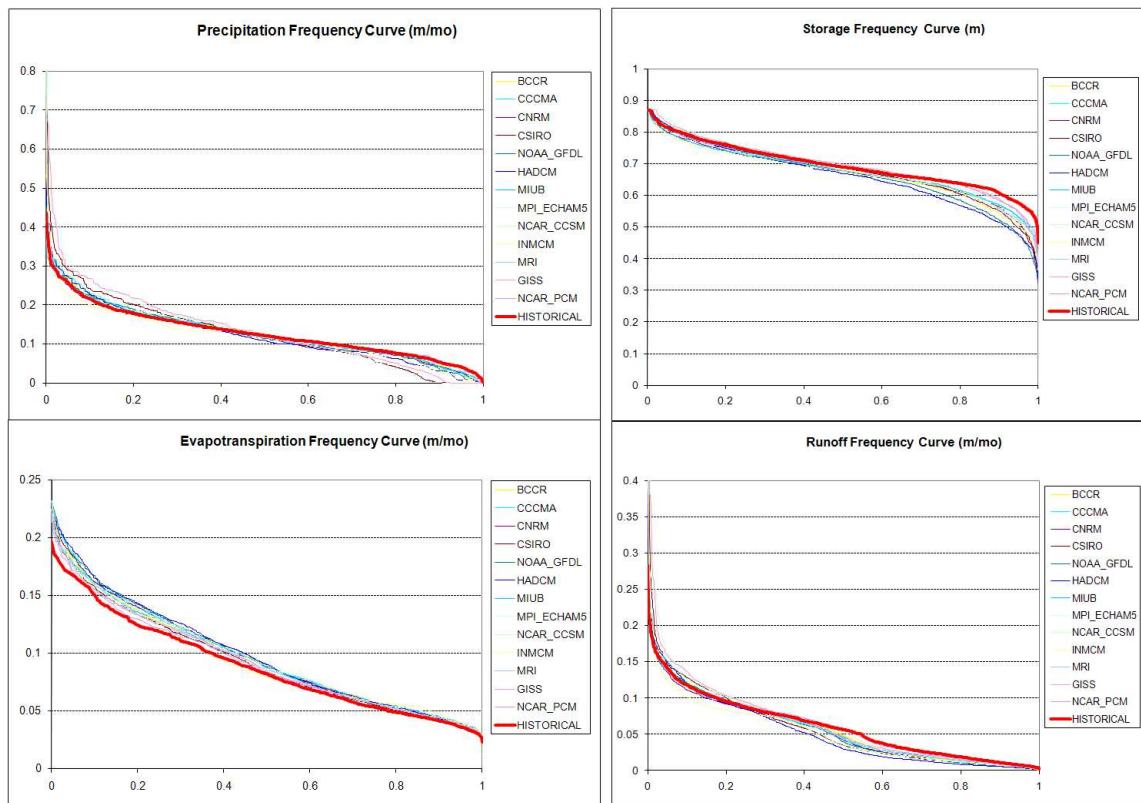 Precipitation Frequency Curve (m/mo)
0.8
0.7
0.6
0.5
0.4
0.3
0.2
0.1
0
0 0.2 0.4 0.6 0.8 1
BCCR
CCCMA
CNRM
CSIRO
NOAA_GFDL
HADCM
MIUB
MPI_ECHAM5
NCAR_CCSM
INMCM
MRI
GISS
NCAR_PCM
HISTORICAL
Storage Frequency Curve (m)
1
0.9
0.8
0.7
0.6
0.5
0.4
0.3
0.2
0.1
0
0 0.2 0.4 0.6 0.8 1
BCCR
CCCMA
CNRM
CSIRO
NOAA_GFDL
HADCM
MIUB
MPI_ECHAM5
NCAR_CCSM
INMCM
MRI
GISS
NCAR_PCM
HISTORICAL
Evapotranspiration Frequency Curve (m/mo)
0.25
0.2
0.15
0.1
0.05
0
0 0.2 0.4 0.6 0.8 1
BCCR
CCCMA
CNRM
CSIRO
NOAA_GFDL
HADCM
MIUB
MPI_ECHAM5
NCAR_CCSM
INMCM
MRI
GISS
NCAR_PCM
HISTORICAL
Runoff Frequency Curve (m/mo)
0.4
0.35
0.3
0.25
0.2
0.15
0.1
0.05
0
0 0.2 0.4 0.6 0.8 1
BCCR
CCCMA
CNRM
CSIRO
NOAA_GFDL
HADCM
MIUB
MPI_ECHAM5
NCAR_CCSM
INMCM
MRI
GISS
NCAR_PCM
HISTORICAL